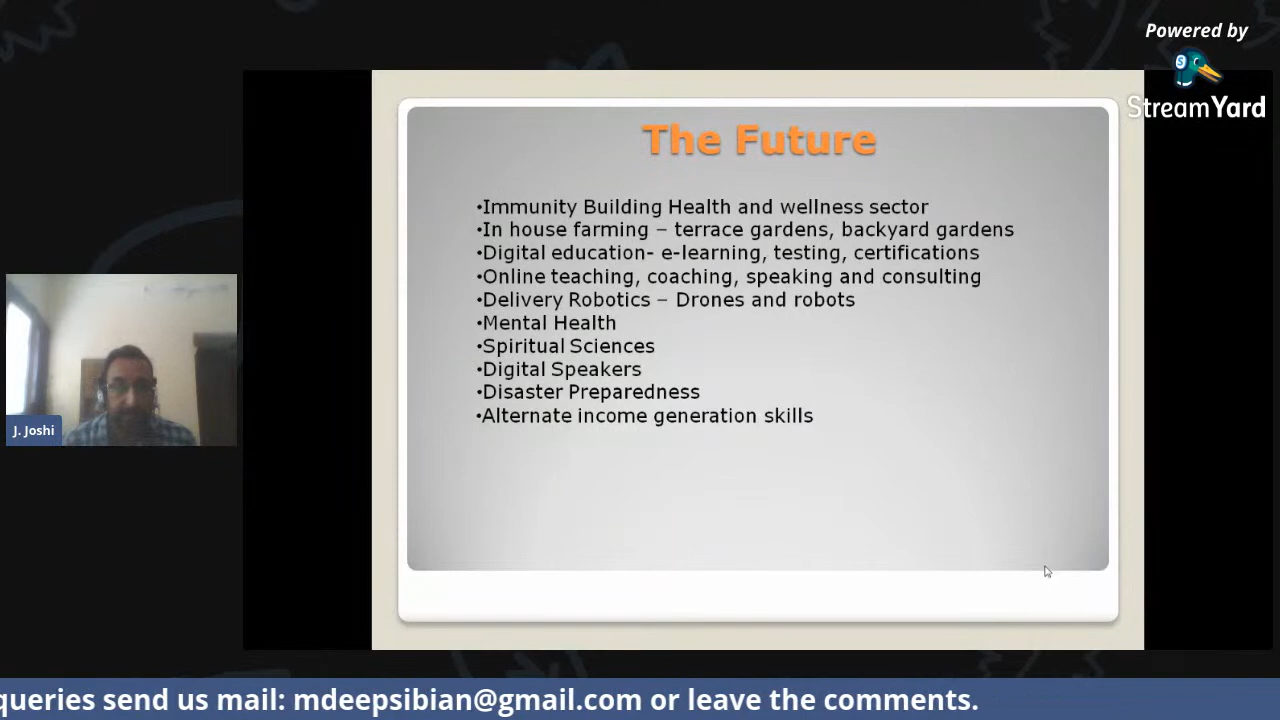 Powered by
StreamYard
The Future
•Immunity Building Health and wellness sector
•In house farming – terrace gardens, backyard gardens
•Digital education- e-learning, testing, certifications
•Online teaching, coaching, speaking and consulting
•Delivery Robotics – Drones and robots
•Mental Health
•Spiritual Sciences
•Digital Speakers
•Disaster Preparedness
•Alternate income generation skills
J. Joshi
queries send us mail: mdeepsibian@gmail.com or leave the comments.